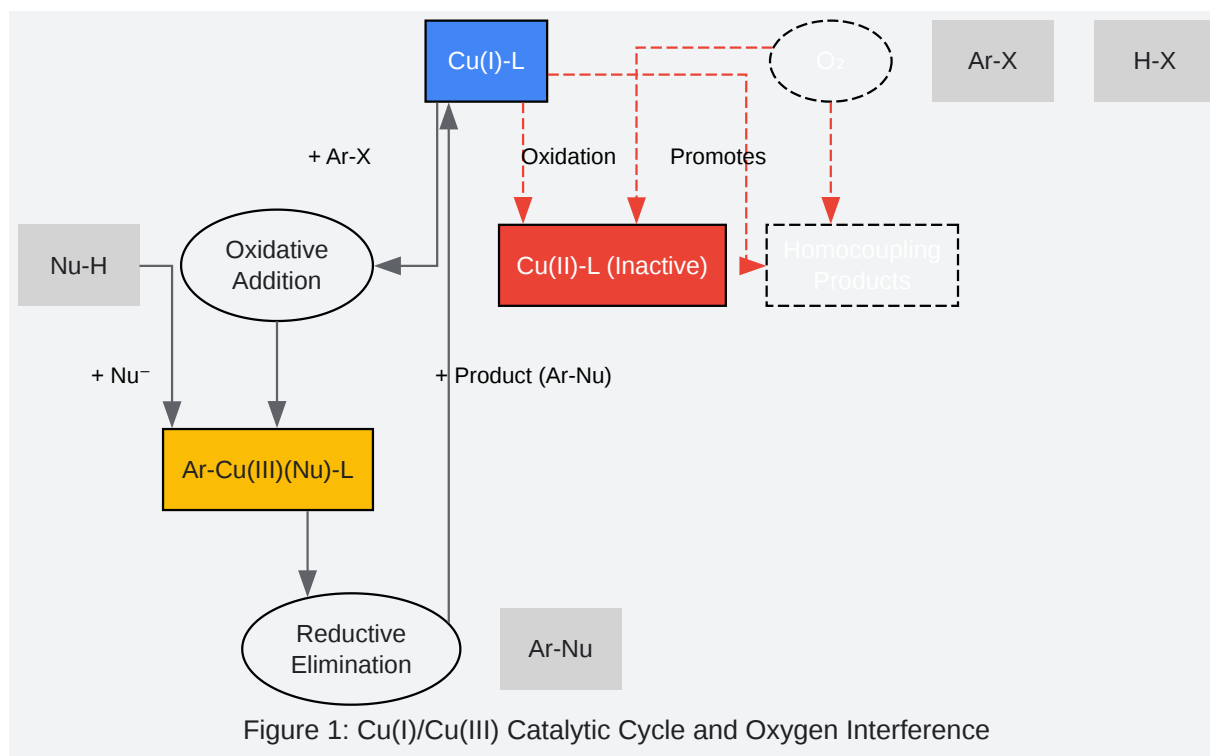 Cu(I)-L
O₂
Ar-X
H-X
+ Ar-X
Oxidation
Promotes
Nu-H
Oxidative
Addition
Cu(II)-L (Inactive)
Homocoupling
Products
+ Nu⁻
+ Product (Ar-Nu)
Ar-Cu(III)(Nu)-L
Reductive
Elimination
Ar-Nu
Figure 1: Cu(I)/Cu(III) Catalytic Cycle and Oxygen Interference